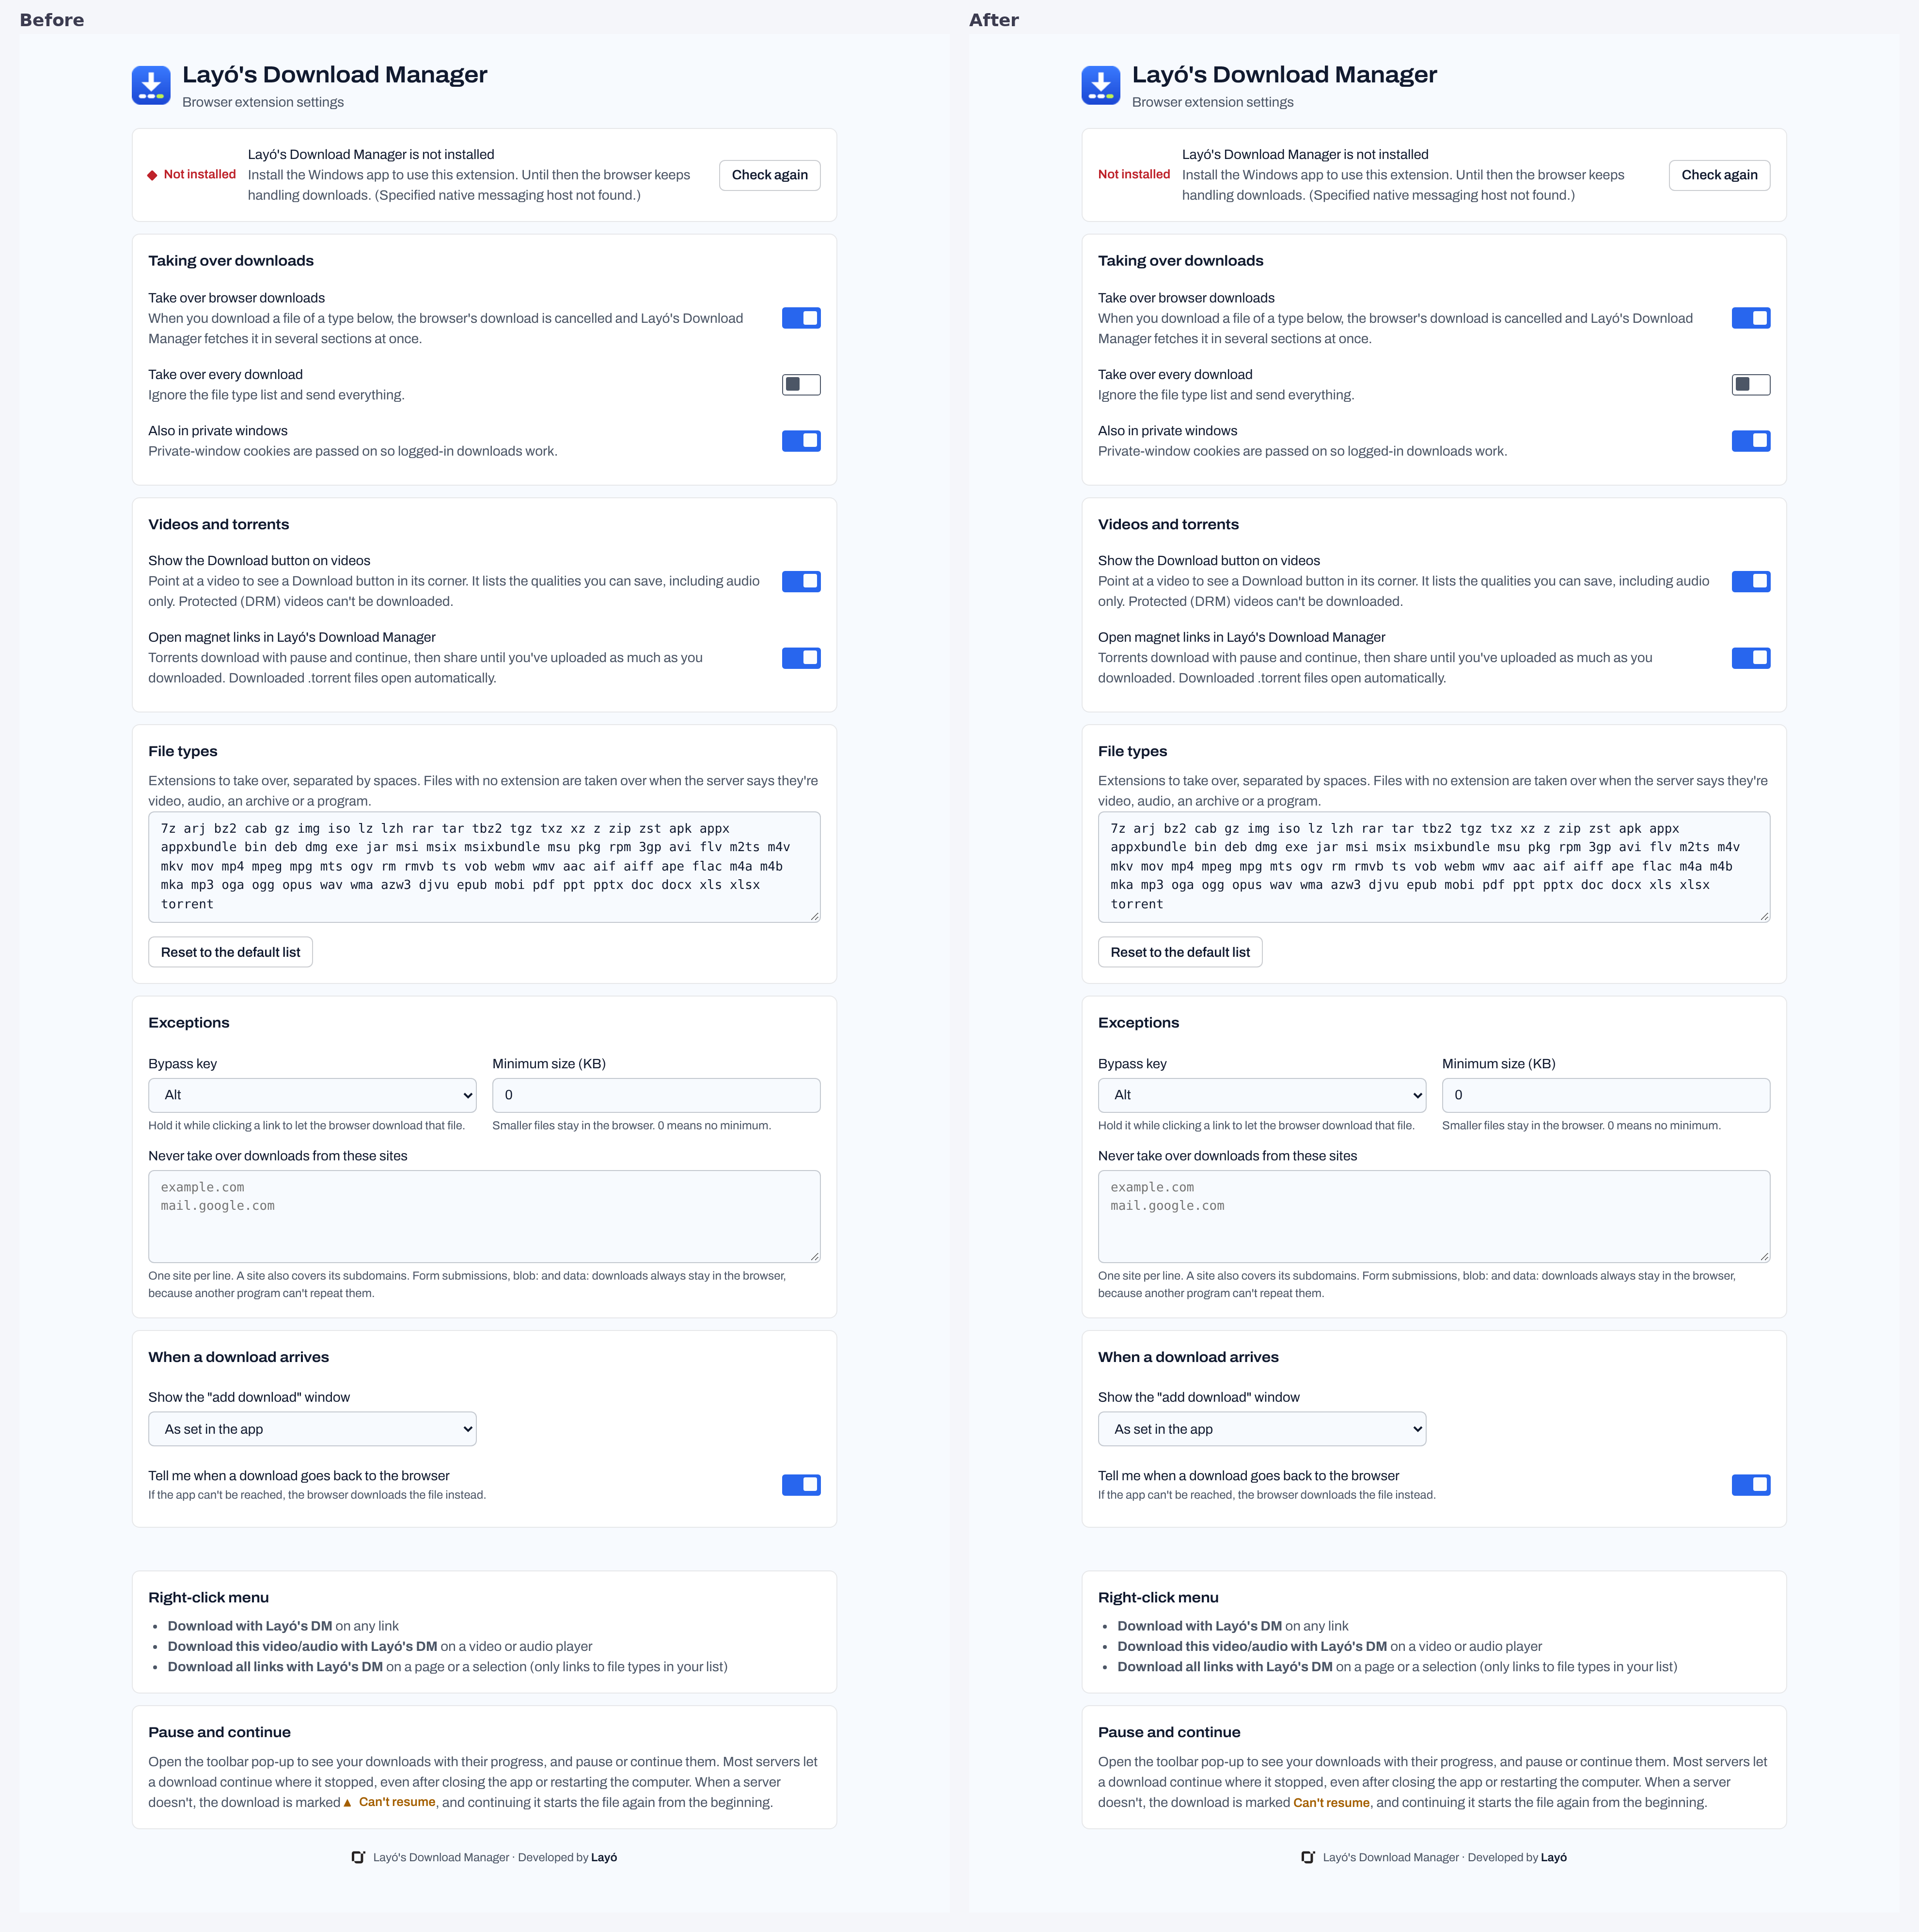 Before
Layó's Download Manager
Browser extension settings
◆ Not installed
Layó's Download Manager is not installed
Install the Windows app to use this extension. Until then the browser keeps
handling downloads. (Specified native messaging host not found.)
Check again
Taking over downloads
Take over browser downloads
When you download a file of a type below, the browser's download is cancelled and Layó's Download
Manager fetches it in several sections at once.
Take over every download
Ignore the file type list and send everything.
Also in private windows
Private-window cookies are passed on so logged-in downloads work.
Videos and torrents
Show the Download button on videos
Point at a video to see a Download button in its corner. It lists the qualities you can save, including audio
only. Protected (DRM) videos can't be downloaded.
Open magnet links in Layó's Download Manager
Torrents download with pause and continue, then share until you've uploaded as much as you
downloaded. Downloaded .torrent files open automatically.
File types
Extensions to take over, separated by spaces. Files with no extension are taken over when the server says they're
video, audio, an archive or a program.
7z arj bz2 cab gz img iso lz lzh rar tar tbz2 tgz txz xz z zip zst apk appx
appxbundle bin deb dmg exe jar msi msix msixbundle msu pkg rpm 3gp avi flv m2ts m4v
mkv mov mp4 mpeg mpg mts ogv rm rmvb ts vob webm wmv aac aif aiff ape flac m4a m4b
mka mp3 oga ogg opus wav wma azw3 djvu epub mobi pdf ppt pptx doc docx xls xlsx
torrent
Reset to the default list
Exceptions
Bypass key
Alt
Hold it while clicking a link to let the browser download that file.
Minimum size (KB)
0
Smaller files stay in the browser. 0 means no minimum.
Never take over downloads from these sites
example.com
mail.google.com
One site per line. A site also covers its subdomains. Form submissions, blob: and data: downloads always stay in the browser,
because another program can't repeat them.
When a download arrives
Show the "add download" window
As set in the app
Tell me when a download goes back to the browser
If the app can't be reached, the browser downloads the file instead.
Right-click menu
• Download with Layó's DM on any link
• Download this video/audio with Layó's DM on a video or audio player
• Download all links with Layó's DM on a page or a selection (only links to file types in your list)
Pause and continue
Open the toolbar pop-up to see your downloads with their progress, and pause or continue them. Most servers let
a download continue where it stopped, even after closing the app or restarting the computer. When a server
doesn't, the download is marked ▲ Can't resume, and continuing it starts the file again from the beginning.
Layó's Download Manager · Developed by Layó
After
Layó's Download Manager
Browser extension settings
Not installed
Layó's Download Manager is not installed
Install the Windows app to use this extension. Until then the browser keeps
handling downloads. (Specified native messaging host not found.)
Check again
Taking over downloads
Take over browser downloads
When you download a file of a type below, the browser's download is cancelled and Layó's Download
Manager fetches it in several sections at once.
Take over every download
Ignore the file type list and send everything.
Also in private windows
Private-window cookies are passed on so logged-in downloads work.
Videos and torrents
Show the Download button on videos
Point at a video to see a Download button in its corner. It lists the qualities you can save, including audio
only. Protected (DRM) videos can't be downloaded.
Open magnet links in Layó's Download Manager
Torrents download with pause and continue, then share until you've uploaded as much as you
downloaded. Downloaded .torrent files open automatically.
File types
Extensions to take over, separated by spaces. Files with no extension are taken over when the server says they're
video, audio, an archive or a program.
7z arj bz2 cab gz img iso lz lzh rar tar tbz2 tgz txz xz z zip zst apk appx
appxbundle bin deb dmg exe jar msi msix msixbundle msu pkg rpm 3gp avi flv m2ts m4v
mkv mov mp4 mpeg mpg mts ogv rm rmvb ts vob webm wmv aac aif aiff ape flac m4a m4b
mka mp3 oga ogg opus wav wma azw3 djvu epub mobi pdf ppt pptx doc docx xls xlsx
torrent
Reset to the default list
Exceptions
Bypass key
Alt
Hold it while clicking a link to let the browser download that file.
Minimum size (KB)
0
Smaller files stay in the browser. 0 means no minimum.
Never take over downloads from these sites
example.com
mail.google.com
One site per line. A site also covers its subdomains. Form submissions, blob: and data: downloads always stay in the browser,
because another program can't repeat them.
When a download arrives
Show the "add download" window
As set in the app
Tell me when a download goes back to the browser
If the app can't be reached, the browser downloads the file instead.
Right-click menu
• Download with Layó's DM on any link
• Download this video/audio with Layó's DM on a video or audio player
• Download all links with Layó's DM on a page or a selection (only links to file types in your list)
Pause and continue
Open the toolbar pop-up to see your downloads with their progress, and pause or continue them. Most servers let
a download continue where it stopped, even after closing the app or restarting the computer. When a server
doesn't, the download is marked Can't resume, and continuing it starts the file again from the beginning.
Layó's Download Manager · Developed by Layó